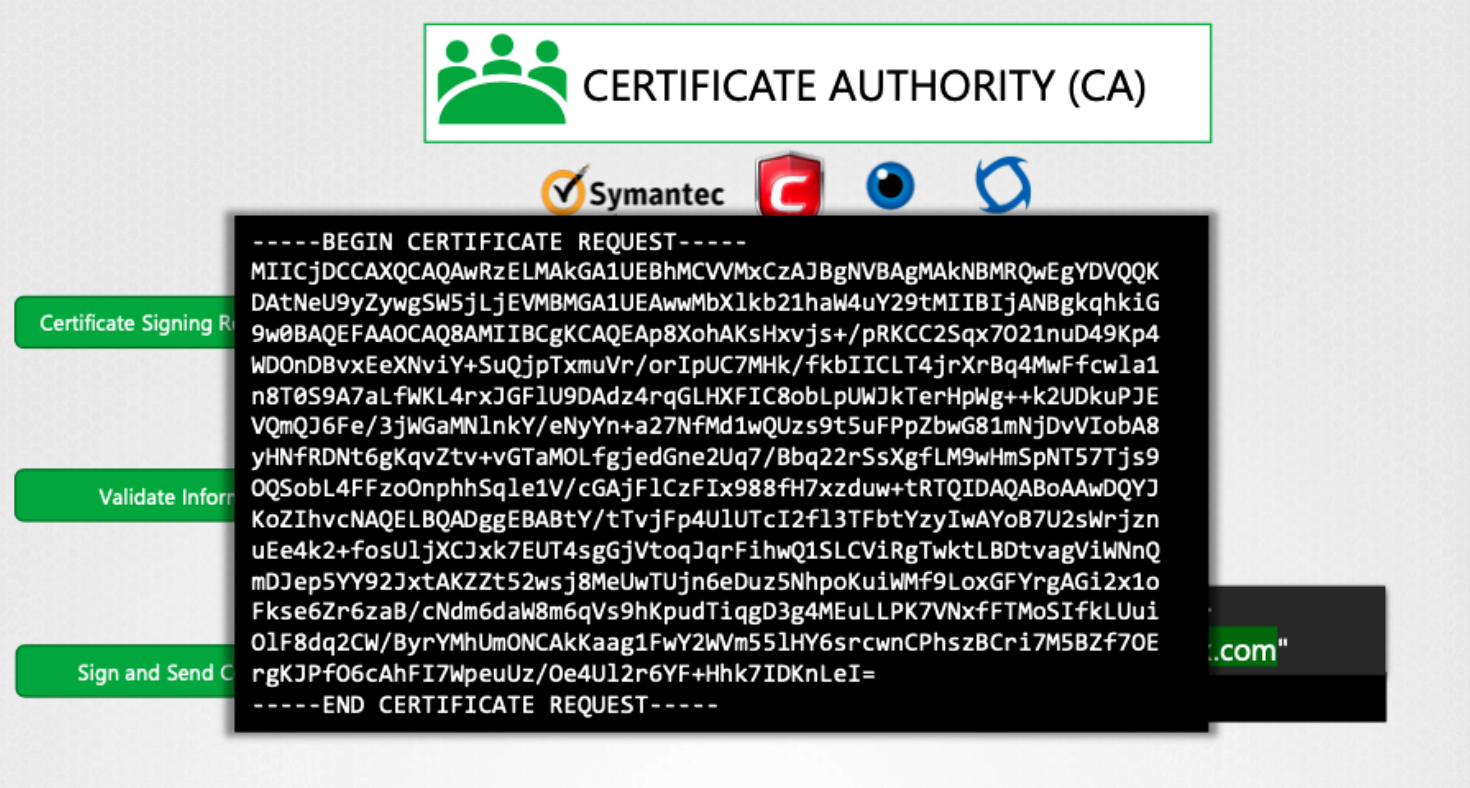 CERTIFICATE AUTHORITY (CA)
Symantec
C
-----BEGIN CERTIFICATE REQUEST-----
MIICjDCCAXQCAQAwRzELMAkGA1UEBhMCVVMxCzAJBgNVBAgMAkNBMRQwEgYDVQQK
DAtNeU9yZywgSW5jLjEVMBMGA1UEAwwMbXlkb21haW4uY29tMIIBIjANBgkqhkiG
9w0BAQEFAAOCAQ8AMIIBCgKCAQEAp8XohAKsHxvjs+/pRKCC2Sqx7O21nuD49Kp4
WDOnDBvxEeXNviY+SuQjpTxmuVr/orIpUC7MHk/fkbIICLT4jrXrBq4MwFfcwla1
n8T0S9A7aLfWKL4rxJGFlU9DAdz4rqGLHXFIC8obLpUWJkTerHpWg++k2UDkuPJE
VQmQJ6Fe/3jWGaMNlnkY/eNyYn+a27NfMd1wQUzs9t5uFPpZbwG81mNjDvVIobA8
yHNfRDNt6gKqvZtv+vGTaMOLfgjedGne2Uq7/Bbq22rSsXgfLM9wHmSpNT57Tjs9
OQSobL4FFzoOnphhSqle1V/cGAjFlCzFIx988fH7xzduw+tRTQIDAQABoAAwDQYJ
KoZIhvcNAQELBQADggEBABtY/tTvjFp4UlUTcI2fl3TFbtYzyIwAYoB7U2sWrjzn
uEe4k2+fosUljXCJxk7EUT4sgGjVtoqJqrFihwQ1SLCViRgTwktLBDtvagViWNnQ
mDJep5YY92JxtAKZZt52wsj8MeUwTUjn6eDuz5NhpoKuiWMf9LoxGFYrgAGi2x1o
Fkse6Zr6zaB/cNdm6daW8m6qVs9hKpudTiqgD3g4MEuLLPK7VNxfFTMoSIfkLUui
OlF8dq2CW/ByrYMhUmONCAkKaag1FwY2WVm55lHY6srcwnCPhszBCri7M5BZf7OE
rgKJPfO6cAhFI7WpeuUz/Oe4Ul2r6YF+Hhk7IDKnLeI=
-----END CERTIFICATE REQUEST-----
Certificate Signing
Validate
Sign and Send
.com"